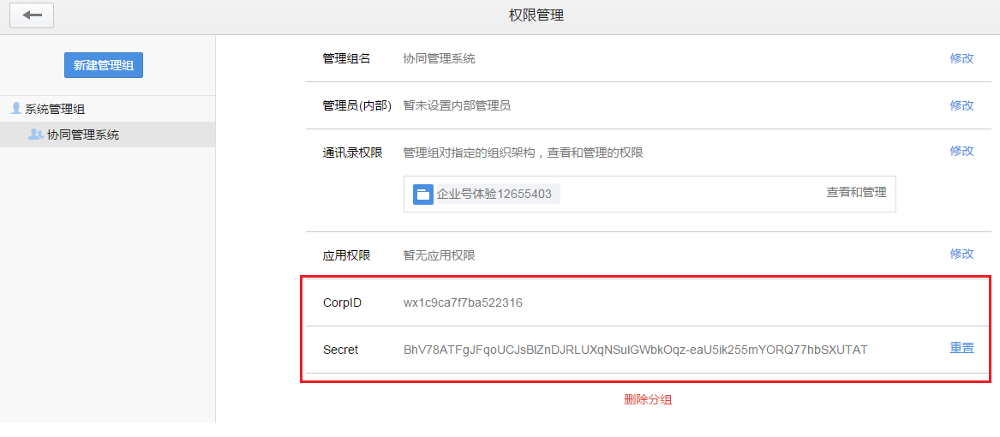 权限管理
新建管理组
系统管理组
协同管理系统
管理组名 协同管理系统 修改
管理员(内部) 暂未设置内部管理员 修改
通讯录权限 管理组对指定的组织架构，查看和管理的权限 修改
企业号体验12655403 查看和管理
应用权限 暂无应用权限 修改
CorpID wx1c9ca7f7ba522316
Secret BhV78ATFgJFqoUCJsBlZnDJRLUXqNSulGWbkOqz-eaU5ik255mYORQ77hbSXUTAT 重置
删除分组